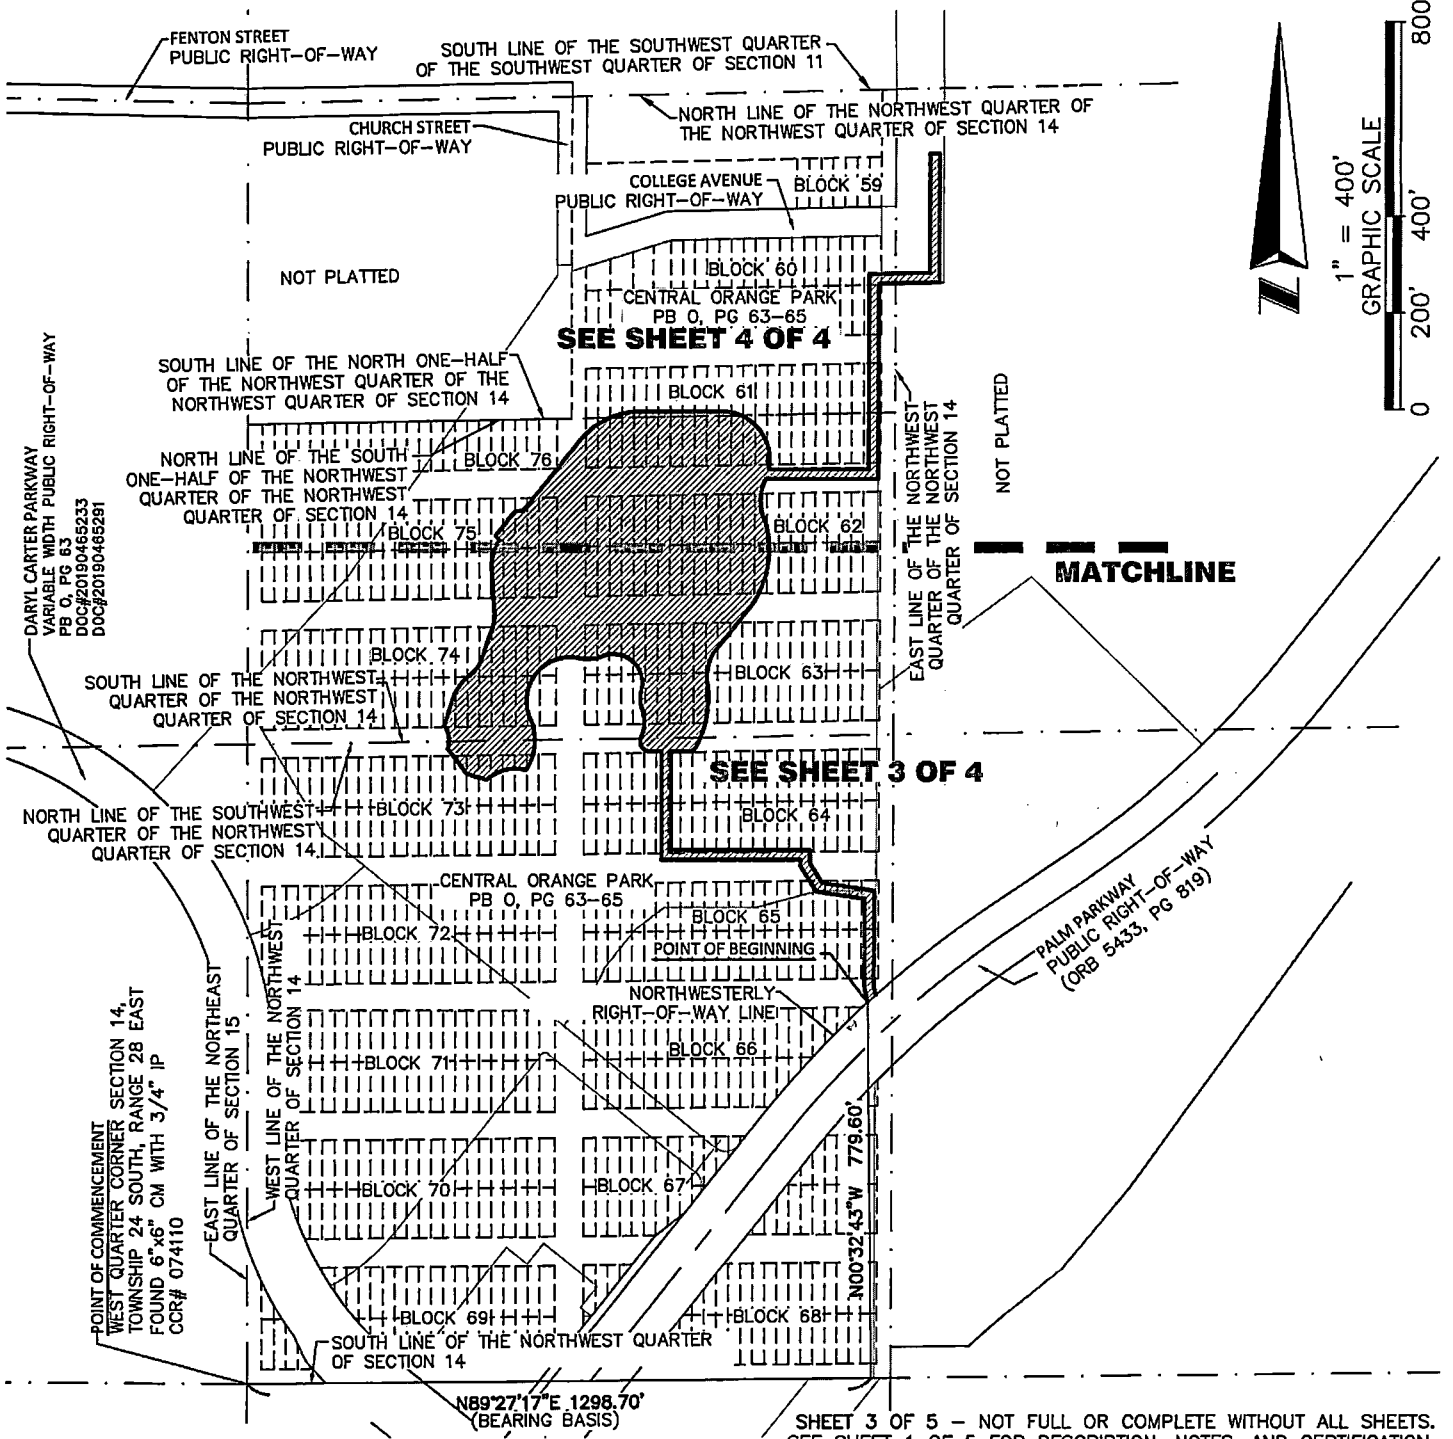 FENTON STREET
PUBLIC RIGHT-OF-WAY
SOUTH LINE OF THE SOUTHWEST QUARTER
OF THE SOUTHWEST QUARTER OF SECTION 11
NORTH LINE OF THE NORTHWEST QUARTER OF
THE NORTHWEST QUARTER OF SECTION 14
CHURCH STREET
PUBLIC RIGHT-OF-WAY
COLLEGE AVENUE
PUBLIC RIGHT-OF-WAY
BLOCK 59
1" = 400'
GRAPHIC SCALE
0
200'
400'
800'
NOT PLATTED
BLOCK 60
CENTRAL ORANGE PARK
PB O, PG 63-65
SEE SHEET 4 OF 4
SOUTH LINE OF THE NORTH ONE-HALF
OF THE NORTHWEST QUARTER OF THE
NORTHWEST QUARTER OF SECTION 14
BLOCK 61
NORTH LINE OF THE SOUTH
ONE-HALF OF THE NORTHWEST
QUARTER OF THE NORTHWEST
QUARTER OF SECTION 14
BLOCK 76
BLOCK 75
BLOCK 62
EAST LINE OF THE NORTHWEST
QUARTER OF THE NORTHWEST
QUARTER OF SECTION 14
NOT PLATTED
MATCHLINE
DARYL CARTER PARKWAY
VARIABLE WIDTH PUBLIC RIGHT-OF-WAY
PB O, PG 63
DOC#20190465233
DOC#20190465291
BLOCK 74
BLOCK 63
SOUTH LINE OF THE NORTHWEST
QUARTER OF THE NORTHWEST
QUARTER OF SECTION 14
SEE SHEET 3 OF 4
NORTH LINE OF THE SOUTHWEST
QUARTER OF THE NORTHWEST
QUARTER OF SECTION 14
BLOCK 73
BLOCK 64
CENTRAL ORANGE PARK
PB O, PG 63-65
BLOCK 72
BLOCK 65
POINT OF BEGINNING
PALM PARKWAY
PUBLIC RIGHT-OF-WAY
(ORB 5433, PG 819)
NORTHWESTERLY
RIGHT-OF-WAY LINE
BLOCK 71
BLOCK 66
EAST LINE OF THE NORTHEAST
QUARTER OF SECTION 15
WEST LINE OF THE NORTHWEST
QUARTER OF SECTION 14
POINT OF COMMENCEMENT
WEST QUARTER CORNER SECTION 14,
TOWNSHIP 24 SOUTH, RANGE 28 EAST
FOUND 6"x6" CM WITH 3/4" IP
CCR# 074110
BLOCK 70
BLOCK 67
N00°32'43"W 779.60'
BLOCK 69
BLOCK 68
SOUTH LINE OF THE NORTHWEST QUARTER
OF SECTION 14
N89°27'17"E 1298.70'
(BEARING BASIS)
SHEET 3 OF 5 - NOT FULL OR COMPLETE WITHOUT ALL SHEETS.
SEE SHEET 1 OF 5 FOR DESCRIPTION, NOTES, AND CERTIFICATION